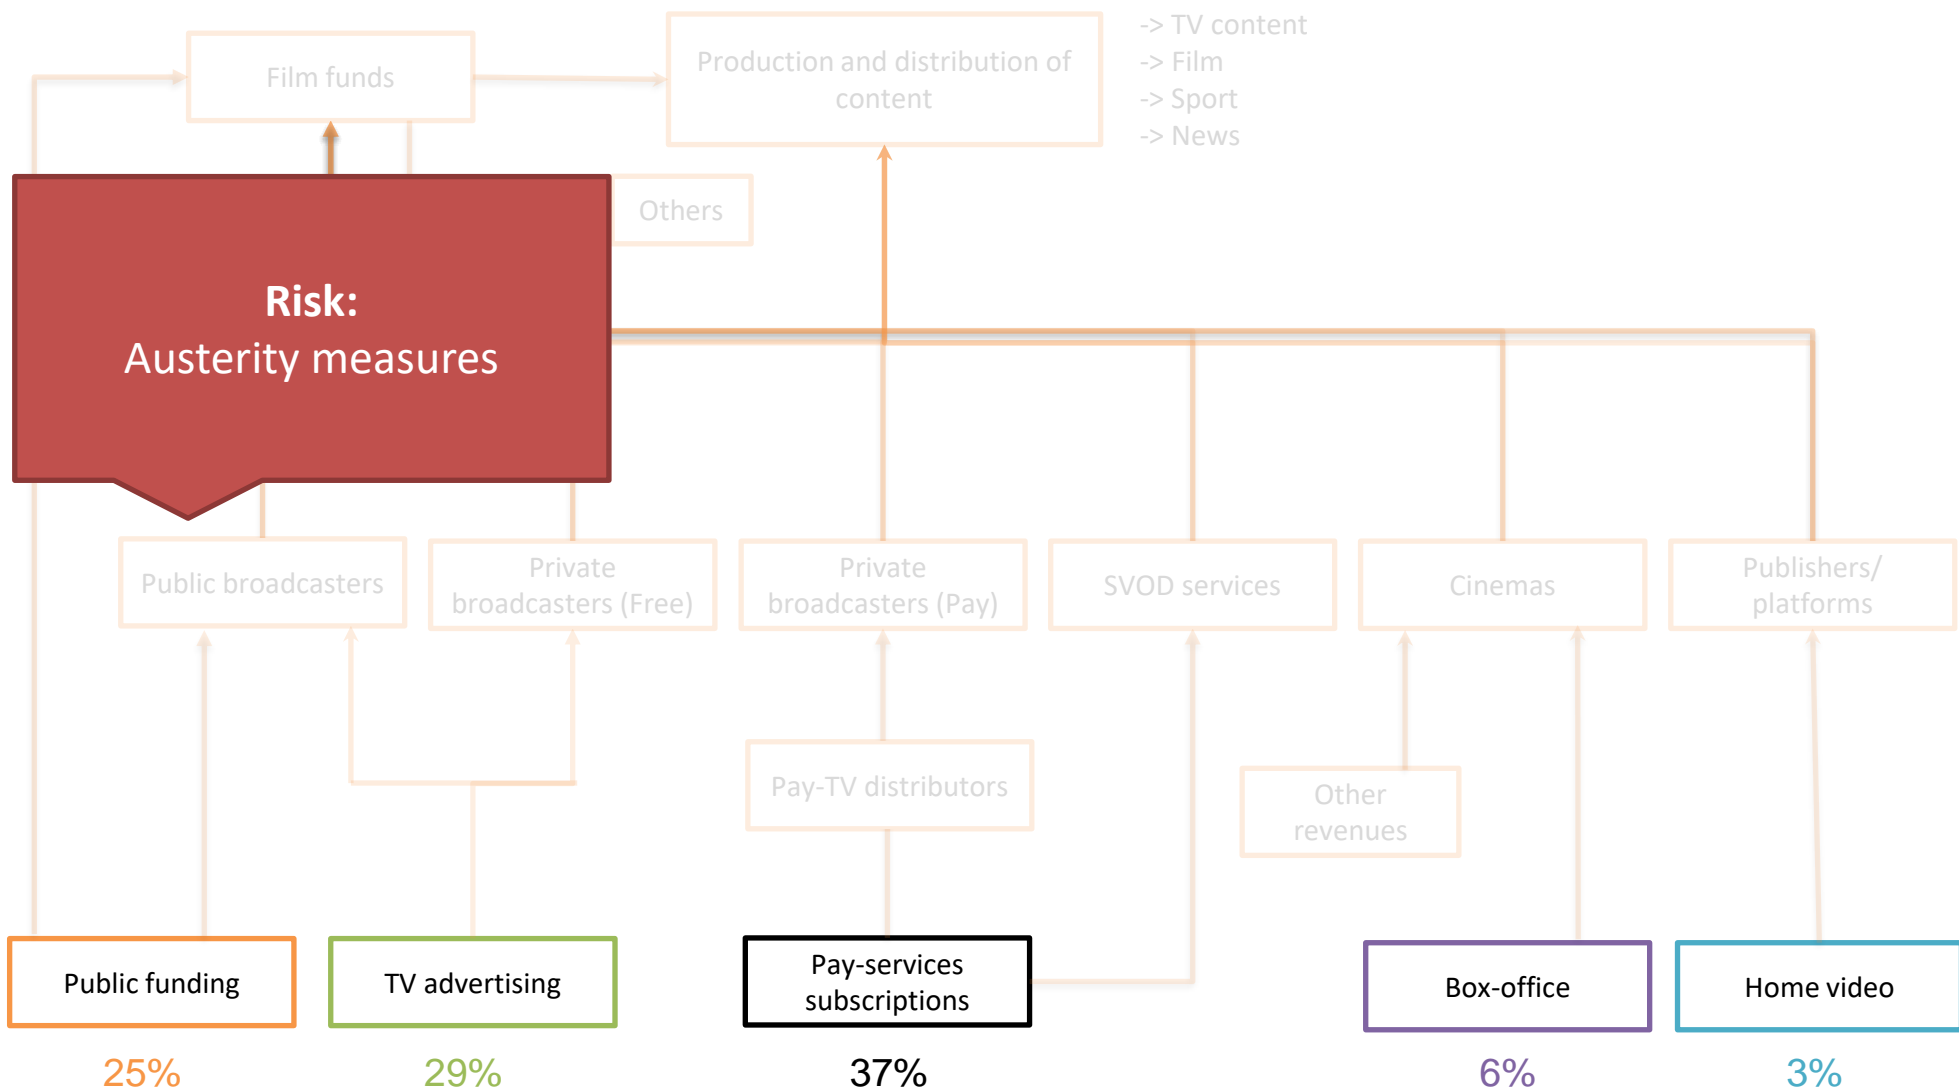 Film funds
Production and distribution of
content
-> TV content
-> Film
-> Sport
-> News
Others
Risk:
Austerity measures
Public broadcasters
Private
broadcasters (Free)
Private
broadcasters (Pay)
SVOD services
Cinemas
Publishers/
platforms
Pay-TV distributors
Other
revenues
Public funding
TV advertising
Pay-services
subscriptions
Box-office
Home video
25%
29%
37%
6%
3%